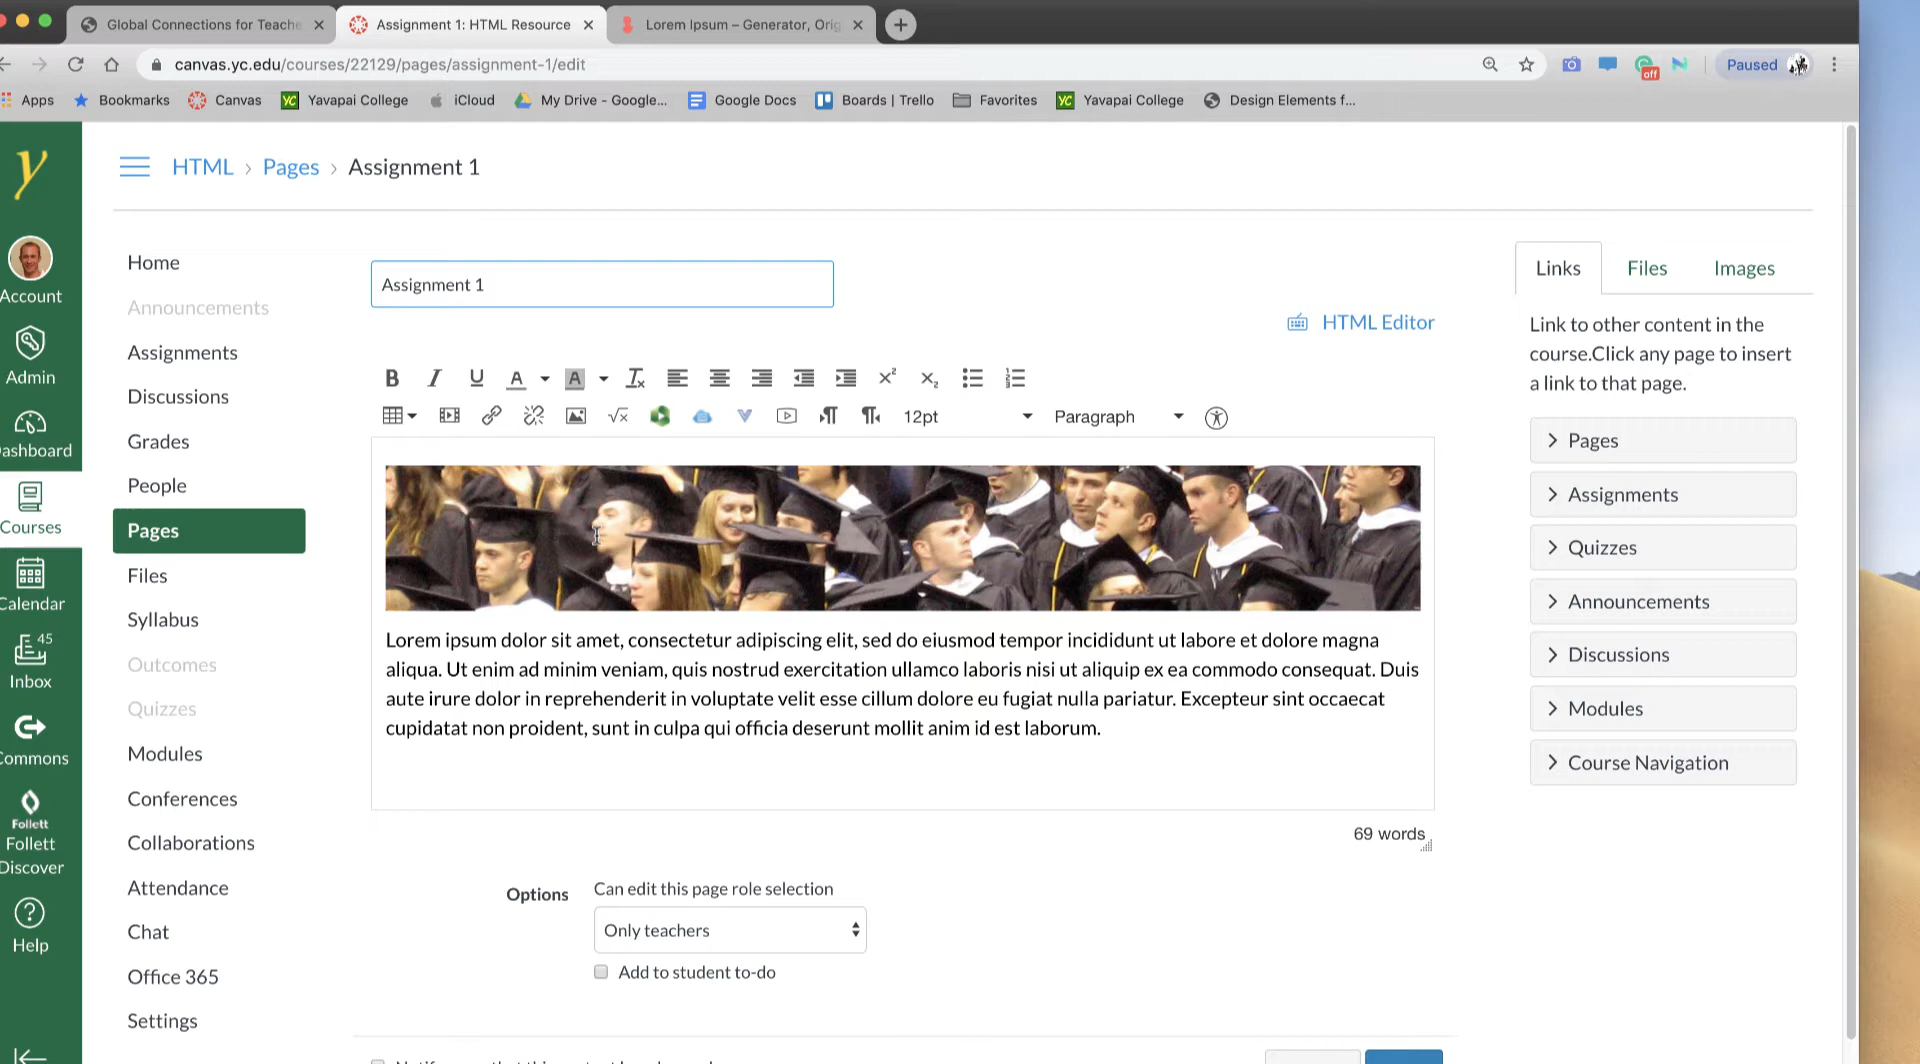 Global Connections for Teache
Assignment 1: HTML Resource
Lorem Ipsum – Generator, Orig
canvas.yc.edu/courses/22129/pages/assignment-1/edit
off
Paused
Apps
Bookmarks
Canvas
YC Yavapai College
iCloud
My Drive - Google...
Google Docs
Boards | Trello
Favorites
YC Yavapai College
Design Elements f...
y
Account
Admin
Dashboard
Courses
Calendar
45
Inbox
Commons
Follett
Follett
Discover
Help
HTML › Pages › Assignment 1
Home
Announcements
Assignments
Discussions
Grades
People
Pages
Files
Syllabus
Outcomes
Quizzes
Modules
Conferences
Collaborations
Attendance
Chat
Office 365
Settings
Assignment 1
HTML Editor
12pt
Paragraph
Lorem ipsum dolor sit amet, consectetur adipiscing elit, sed do eiusmod tempor incididunt ut labore et dolore magna
aliqua. Ut enim ad minim veniam, quis nostrud exercitation ullamco laboris nisi ut aliquip ex ea commodo consequat. Duis
aute irure dolor in reprehenderit in voluptate velit esse cillum dolore eu fugiat nulla pariatur. Excepteur sint occaecat
cupidatat non proident, sunt in culpa qui officia deserunt mollit anim id est laborum.
69 words
Options
Can edit this page role selection
Only teachers
Add to student to-do
Links
Files
Images
Link to other content in the
course.Click any page to insert
a link to that page.
Pages
Assignments
Quizzes
Announcements
Discussions
Modules
Course Navigation